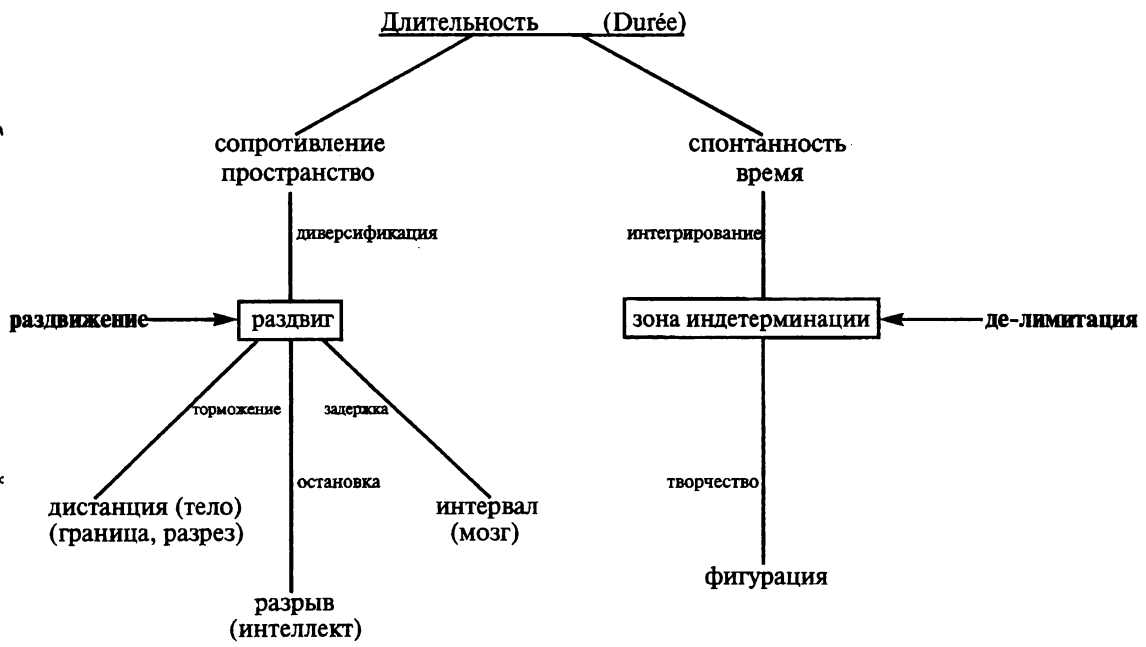 Длительность (Durée)
сопротивление
пространство
спонтанность
время
диверсификация
интегрирование
раздвижение
раздвиг
зона индетерминации
де-лимитация
торможение
задержка
остановка
творчество
дистанция (тело)
(граница, разрез)
интервал
(мозг)
фигурация
разрыв
(интеллект)